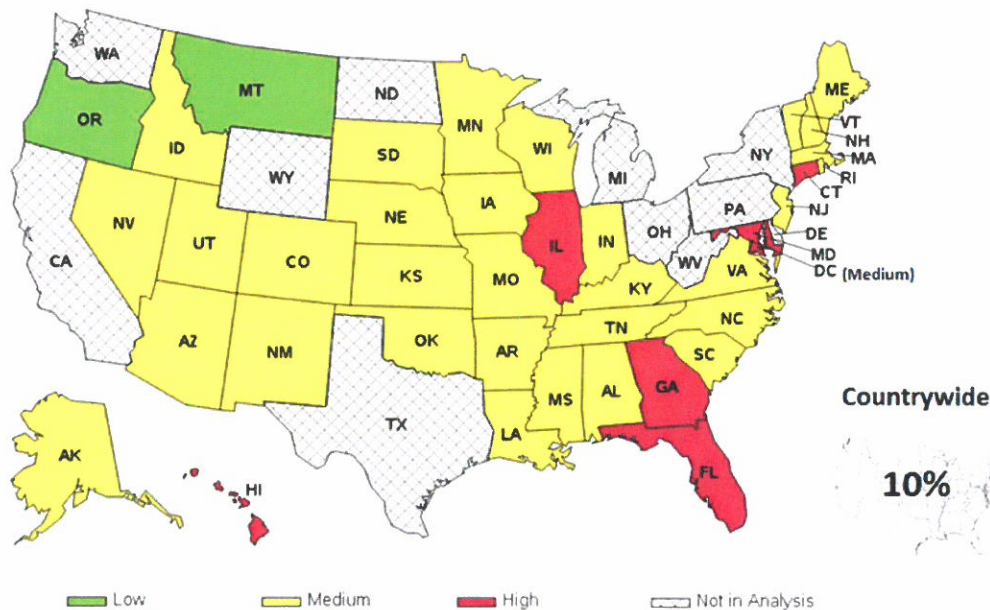 WA
MT
ND
MN
ME
OR
VT
NH
ID
SD
WI
NY
MA
WY
MI
RI
CT
NE
IA
PA
NJ
NV
OH
DE
UT
IL
IN
MD
CA
CO
WV
DC (Medium)
KS
MO
VA
KY
NC
TN
AZ
NM
OK
AR
SC
MS
AL
GA
Countrywide
TX
LA
AK
FL
HI
10%
Low
Medium
High
Not in Analysis